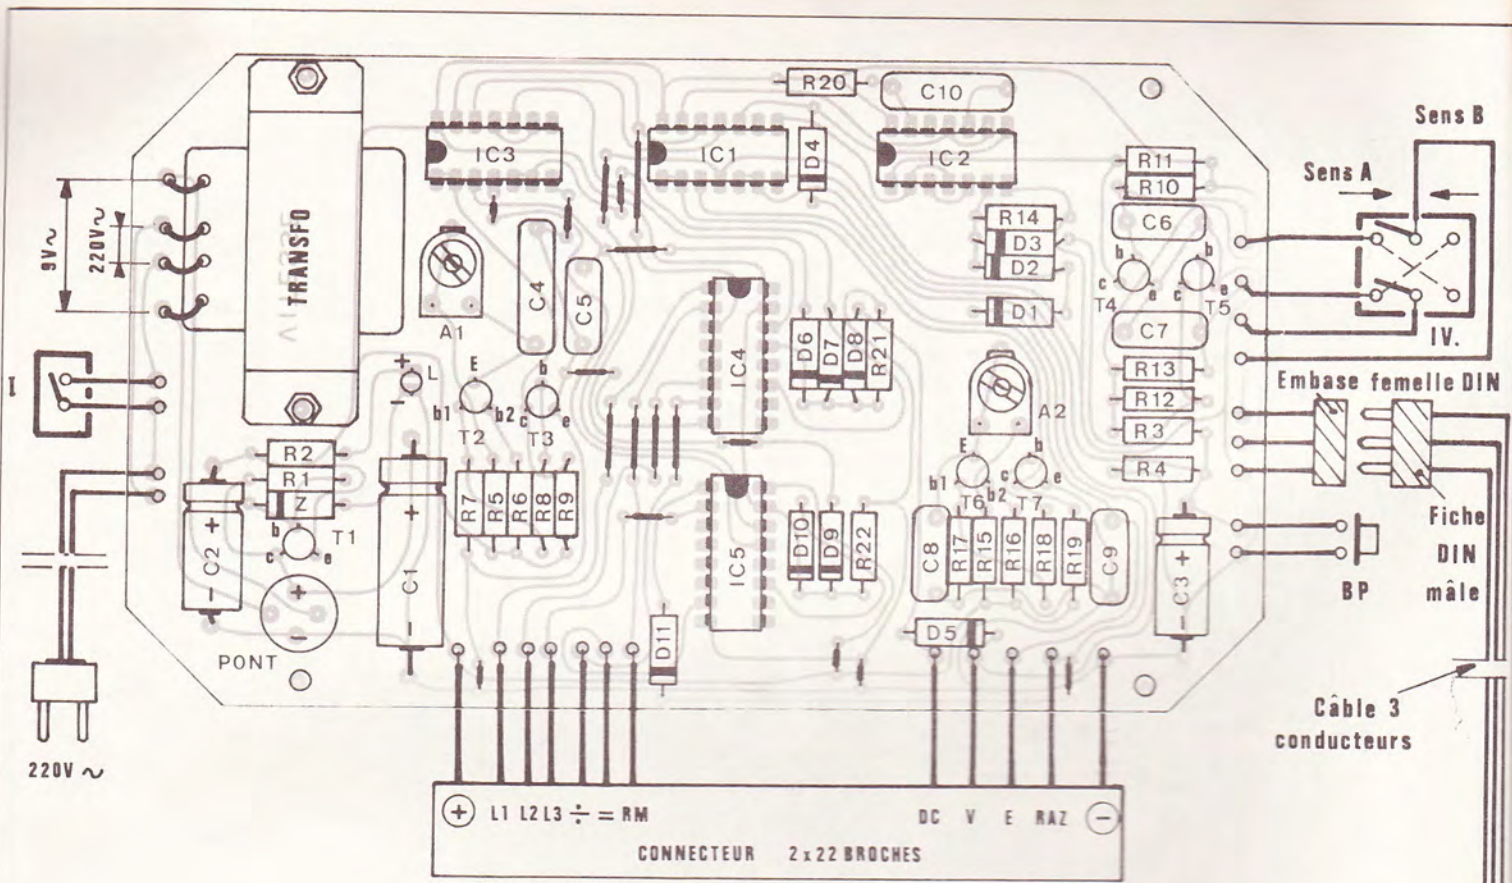 R20
C10
Sens B
IC3
IC1
D4
IC2
R11
Sens A
R10
R14
C6
9V~
220V~
TRANSFO
D3
b
b
D2
c
e
c
e
C4
C5
T4
T5
A1
D1
C7
IV.
IC4
D6
D7
D8
R21
I
+
L
-
E
b
R13
Embase femelle DIN
b1
b2
c
e
R12
A2
T2
T3
R3
E
b
R2
R4
R1
b1
c
e
Z
T6
b2
T7
R7
R5
R6
R8
R9
+
Fiche
DIN
mâle
b
T1
+
c
e
C2
-
C1
-
IC5
D10
D9
R22
C8
R17
R15
R16
R18
R19
C9
C3
+
-
BP
+
-
PONT
D11
D5
Câble 3
conducteurs
220V ~
+ L1 L2 L3 ÷ = RM DC V E RAZ -
CONNECTEUR 2 x 22 BROCHES